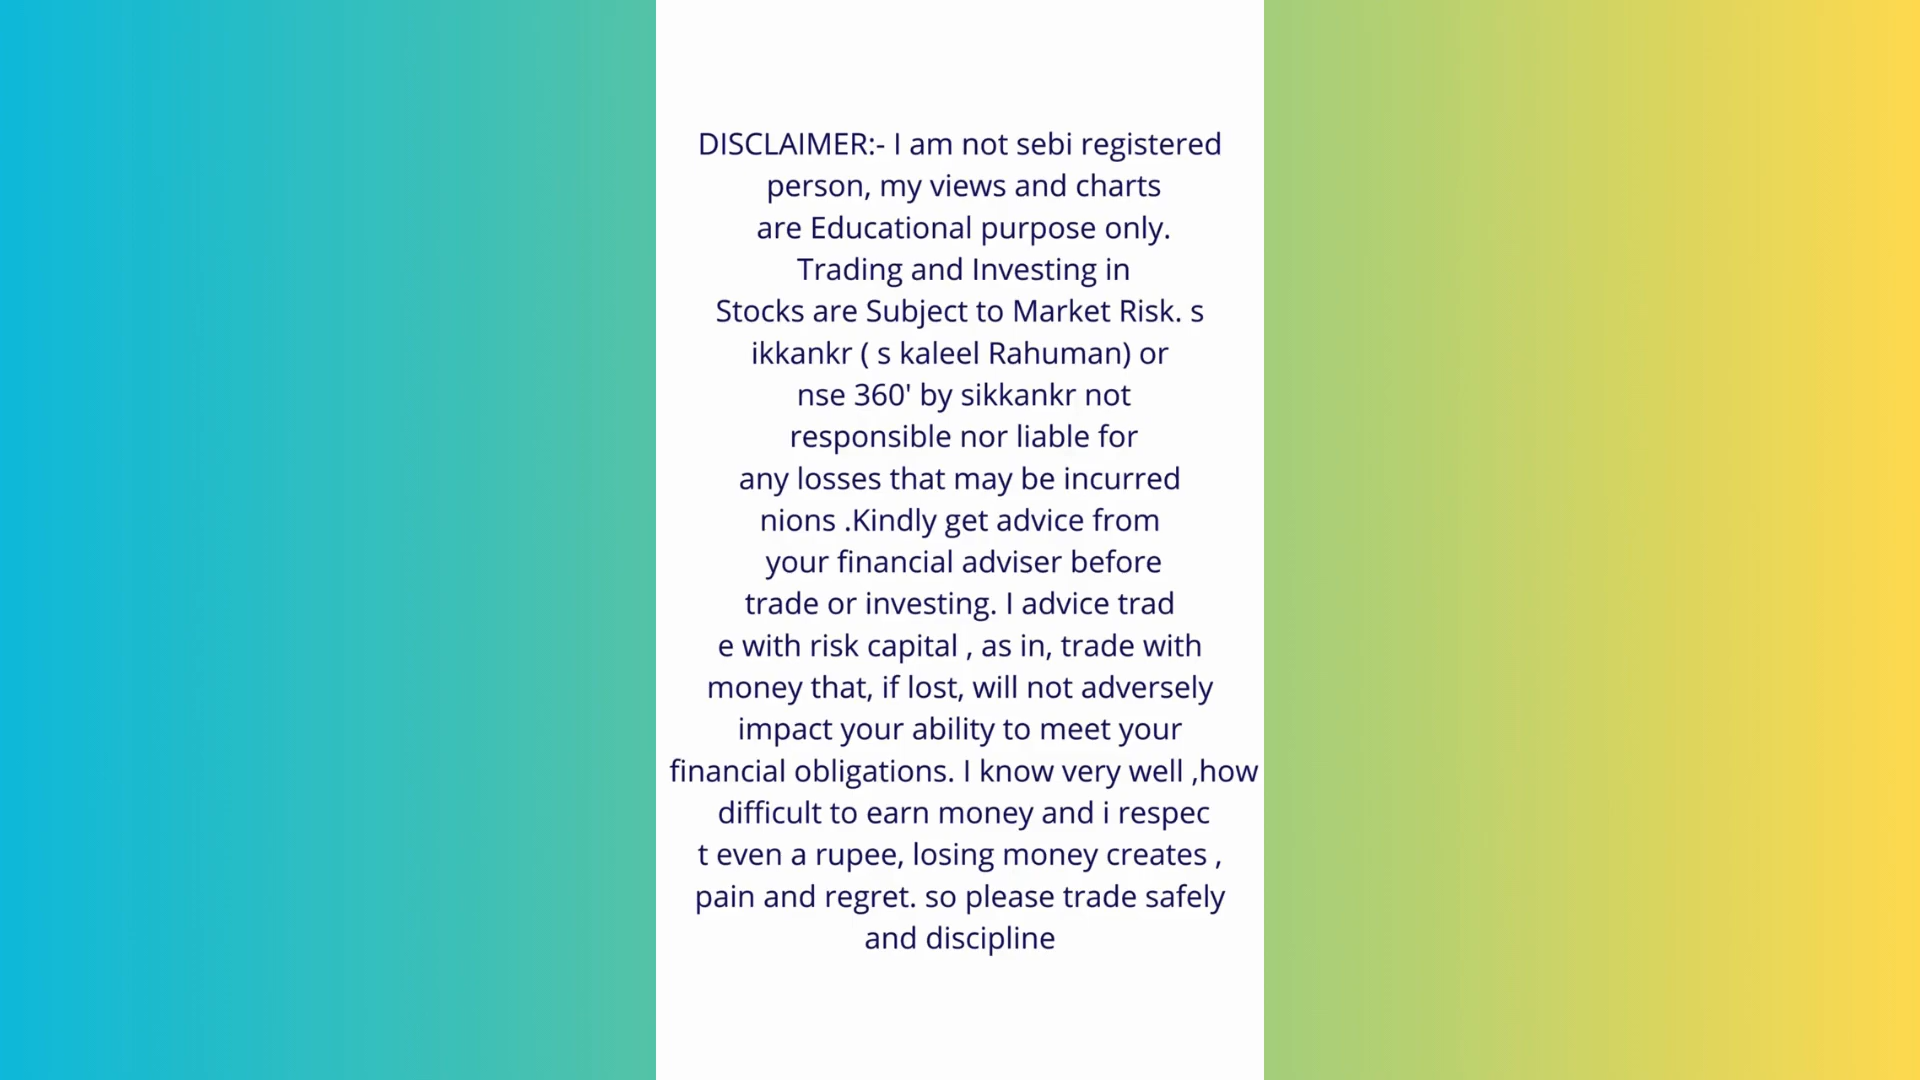 DISCLAIMER:- I am not sebi registered
person, my views and charts
are Educational purpose only.
Trading and Investing in
Stocks are Subject to Market Risk. s
ikkankr ( s kaleel Rahuman) or
nse 360' by sikkankr not
responsible nor liable for
any losses that may be incurred
nions .Kindly get advice from
your financial adviser before
trade or investing. I advice trad
e with risk capital , as in, trade with
money that, if lost, will not adversely
impact your ability to meet your
financial obligations. I know very well ,how
difficult to earn money and i respec
t even a rupee, losing money creates ,
pain and regret. so please trade safely
and discipline